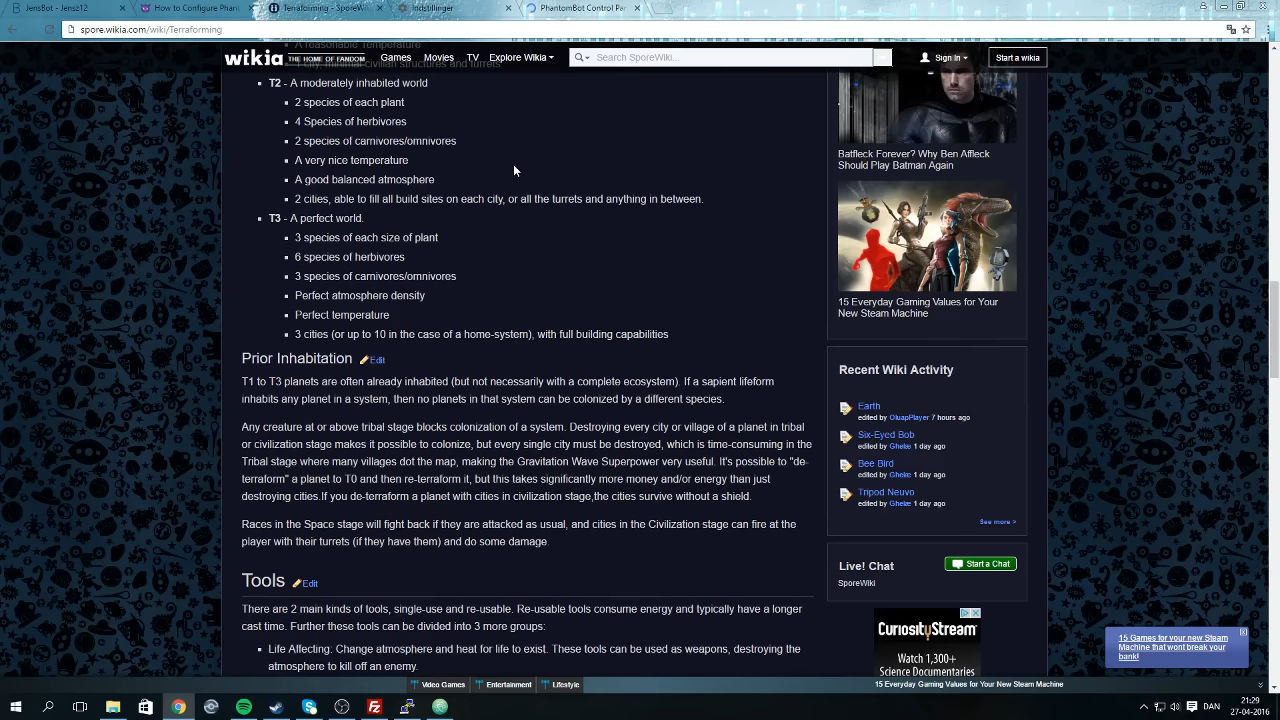 JensBot - Jensz12
How to Configure Phant
Terraforming - SporeWiki
Indstillinger
PhantomBot Control Pan
spore.wikia.com/wiki/Terraforming
A reasonable Temperature
wikia THE HOME OF FANDOM Games Movies TV Explore Wikia Search SporeWiki... Sign In Start a wiki
T2 - A moderately inhabited world
2 species of each plant
4 Species of herbivores
2 species of carnivores/omnivores
A very nice temperature
A good balanced atmosphere
2 cities, able to fill all build sites on each city, or all the turrets and anything in between.
T3 - A perfect world.
3 species of each size of plant
6 species of herbivores
3 species of carnivores/omnivores
Perfect atmosphere density
Perfect temperature
3 cities (or up to 10 in the case of a home-system), with full building capabilities
Prior Inhabitation Edit
T1 to T3 planets are often already inhabited (but not necessarily with a complete ecosystem). If a sapient lifeform
inhabits any planet in a system, then no planets in that system can be colonized by a different species.
Any creature at or above tribal stage blocks colonization of a system. Destroying every city or village of a planet in tribal
or civilization stage makes it possible to colonize, but every single city must be destroyed, which is time-consuming in the
Tribal stage where many villages dot the map, making the Gravitation Wave Superpower very useful. It's possible to "de-
terraform" a planet to T0 and then re-terraform it, but this takes significantly more money and/or energy than just
destroying cities.If you de-terraform a planet with cities in civilization stage,the cities survive without a shield.
Races in the Space stage will fight back if they are attacked as usual, and cities in the Civilization stage can fire at the
player with their turrets (if they have them) and do some damage.
Tools Edit
There are 2 main kinds of tools, single-use and re-usable. Re-usable tools consume energy and typically have a longer
cast time. Further these tools can be divided into 3 more groups:
Life Affecting. Change atmosphere and heat for life to exist. These tools can be used as weapons, destroying the
atmosphere to kill off an enemy
Batfleck Forever? Why Ben Affleck
Should Play Batman Again
15 Everyday Gaming Values for Your
New Steam Machine
Recent Wiki Activity
Earth
edited by OluapPlayer 7 hours ago
Six-Eyed Bob
edited by Ghelæ 1 day ago
Bee Bird
edited by Ghelæ 1 day ago
Tripod Neuvo
edited by Ghelæ 1 day ago
See more >
Live! Chat Start a Chat
SporeWiki
CURIOSITYSTREAM
Watch 1,300+
Science Documentaries
15 Games for your new Steam
Machine that wont break your
bank!
Video Games Entertainment Lifestyle 15 Everyday Gaming Values for Your New Steam Machine
DAN
21:29
27-04-2016